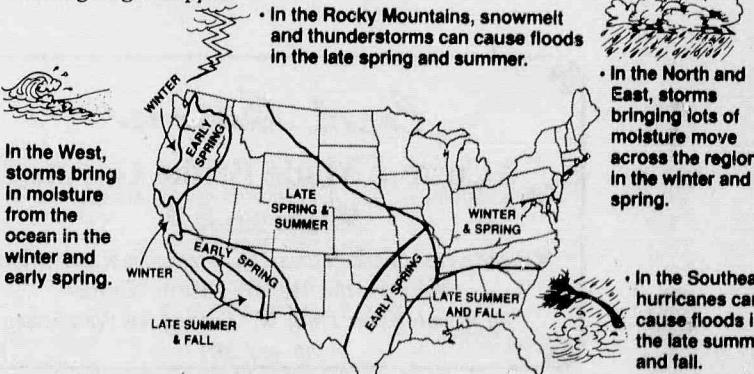 • In the Rocky Mountains, snowmelt
and thunderstorms can cause floods
in the late spring and summer.
• In the North and
East, storms
bringing lots of
moisture move
across the region
in the winter and
spring.
In the West,
storms bring
in moisture
from the
ocean in the
winter and
early spring.
WINTER
EARLY
SPRING
LATE
SPRING &
SUMMER
WINTER
& SPRING
WINTER
EARLY SPRING
EARLY SPRING
LATE SUMMER
& FALL
LATE SUMMER
AND FALL
• In the
hurricanes
cause floods
the late
and fall.